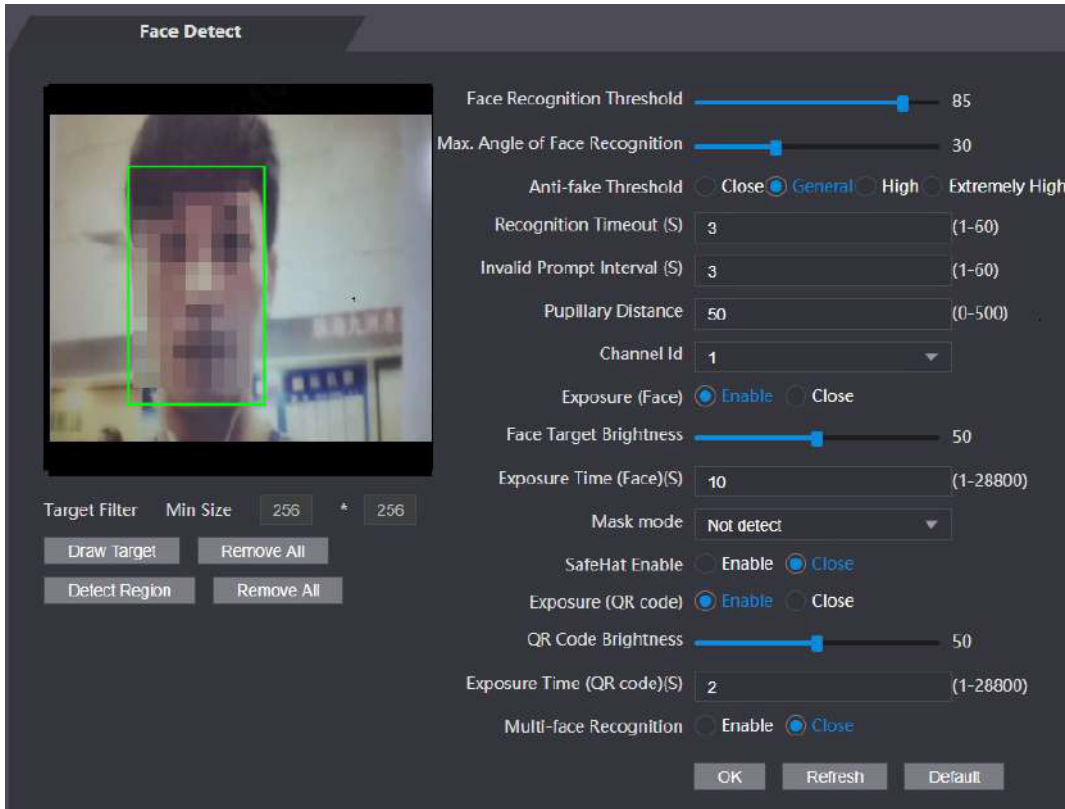 Face Detect
Face Recognition Threshold 85
Max. Angle of Face Recognition 30
Anti-fake Threshold Close General High Extremely High
Recognition Timeout (S) 3 (1-60)
Invalid Prompt Interval (S) 3 (1-60)
Pupillary Distance 50 (0-500)
Channel Id 1
Exposure (Face) Enable Close
Face Target Brightness 50
Exposure Time (Face)(S) 10 (1-28800)
Target Filter Min Size 256 * 256
Mask mode Not detect
Draw Target Remove All
SafeHat Enable Enable Close
Detect Region Remove All
Exposure (QR code) Enable Close
QR Code Brightness 50
Exposure Time (QR code)(S) 2 (1-28800)
Multi-face Recognition Enable Close
OK Refresh Default